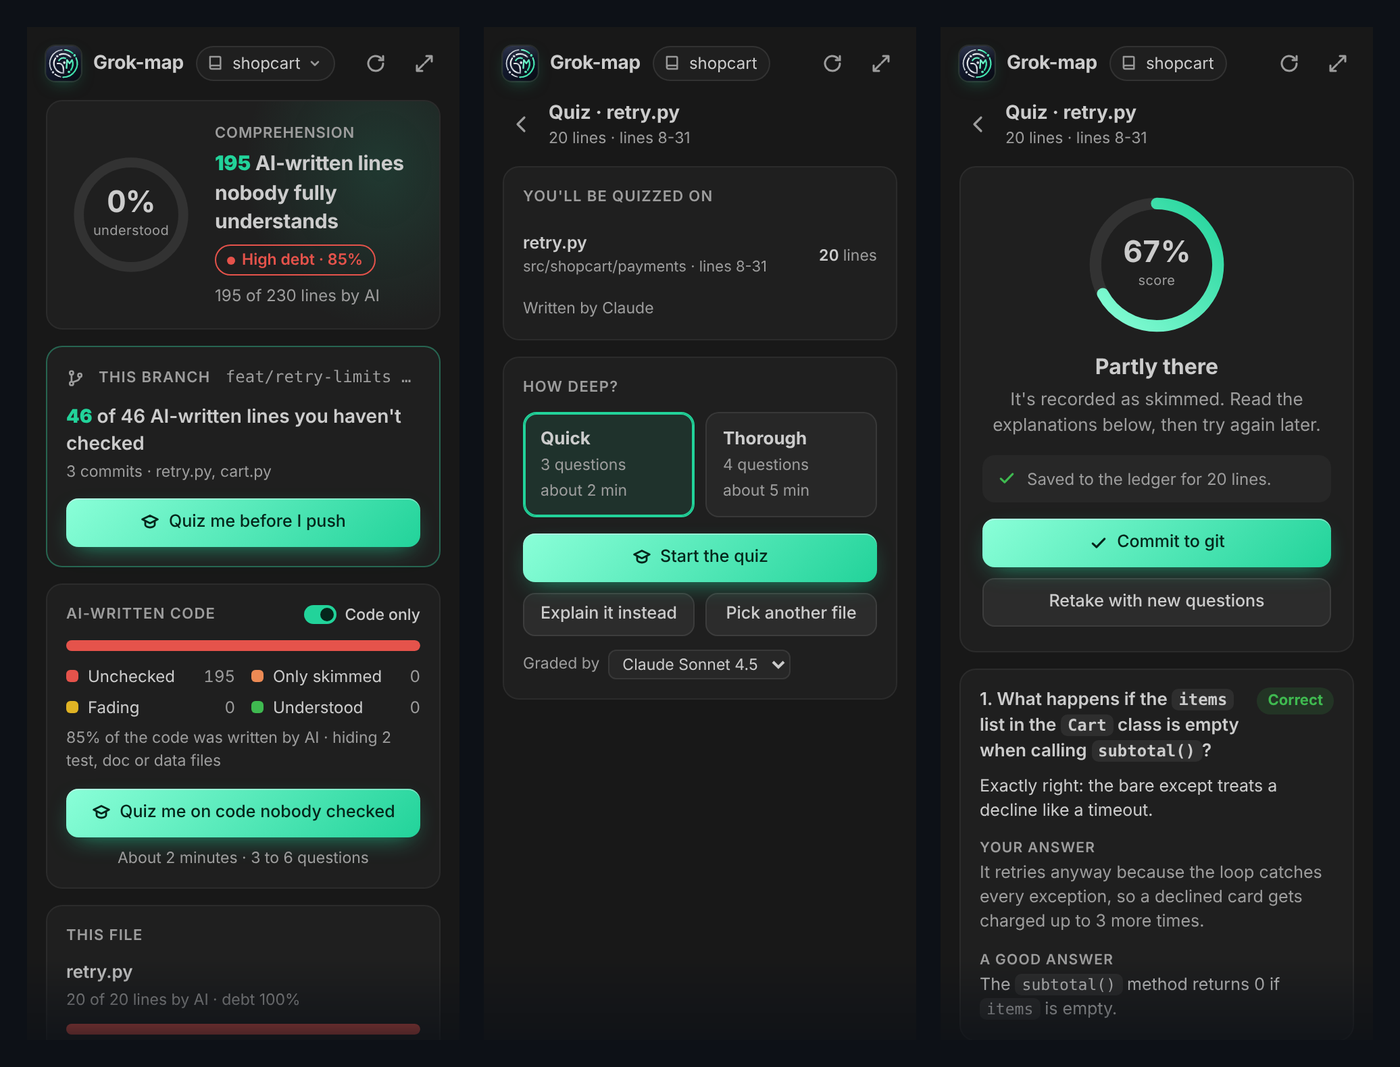 Grok-map
shopcart
COMPREHENSION
195 AI-written lines
nobody fully
understands
0%
understood
High debt · 85%
195 of 230 lines by AI
THIS BRANCH feat/retry-limits …
46 of 46 AI-written lines you haven't
checked
3 commits · retry.py, cart.py
Quiz me before I push
AI-WRITTEN CODE
Code only
Unchecked 195
Only skimmed 0
Fading 0
Understood 0
85% of the code was written by AI · hiding 2
test, doc or data files
Quiz me on code nobody checked
About 2 minutes · 3 to 6 questions
THIS FILE
retry.py
20 of 20 lines by AI · debt 100%
Grok-map
shopcart
Quiz · retry.py
20 lines · lines 8-31
YOU'LL BE QUIZZED ON
retry.py
src/shopcart/payments · lines 8-31
20 lines
Written by Claude
HOW DEEP?
Quick
3 questions
about 2 min
Thorough
4 questions
about 5 min
Start the quiz
Explain it instead
Pick another file
Graded by Claude Sonnet 4.5
Grok-map
shopcart
Quiz · retry.py
20 lines · lines 8-31
67%
score
Partly there
It's recorded as skimmed. Read the
explanations below, then try again later.
Saved to the ledger for 20 lines.
Commit to git
Retake with new questions
1. What happens if the items
list in the Cart class is empty
when calling subtotal() ?
Correct
Exactly right: the bare except treats a
decline like a timeout.
YOUR ANSWER
It retries anyway because the loop catches
every exception, so a declined card gets
charged up to 3 more times.
A GOOD ANSWER
The subtotal() method returns 0 if
items is empty.